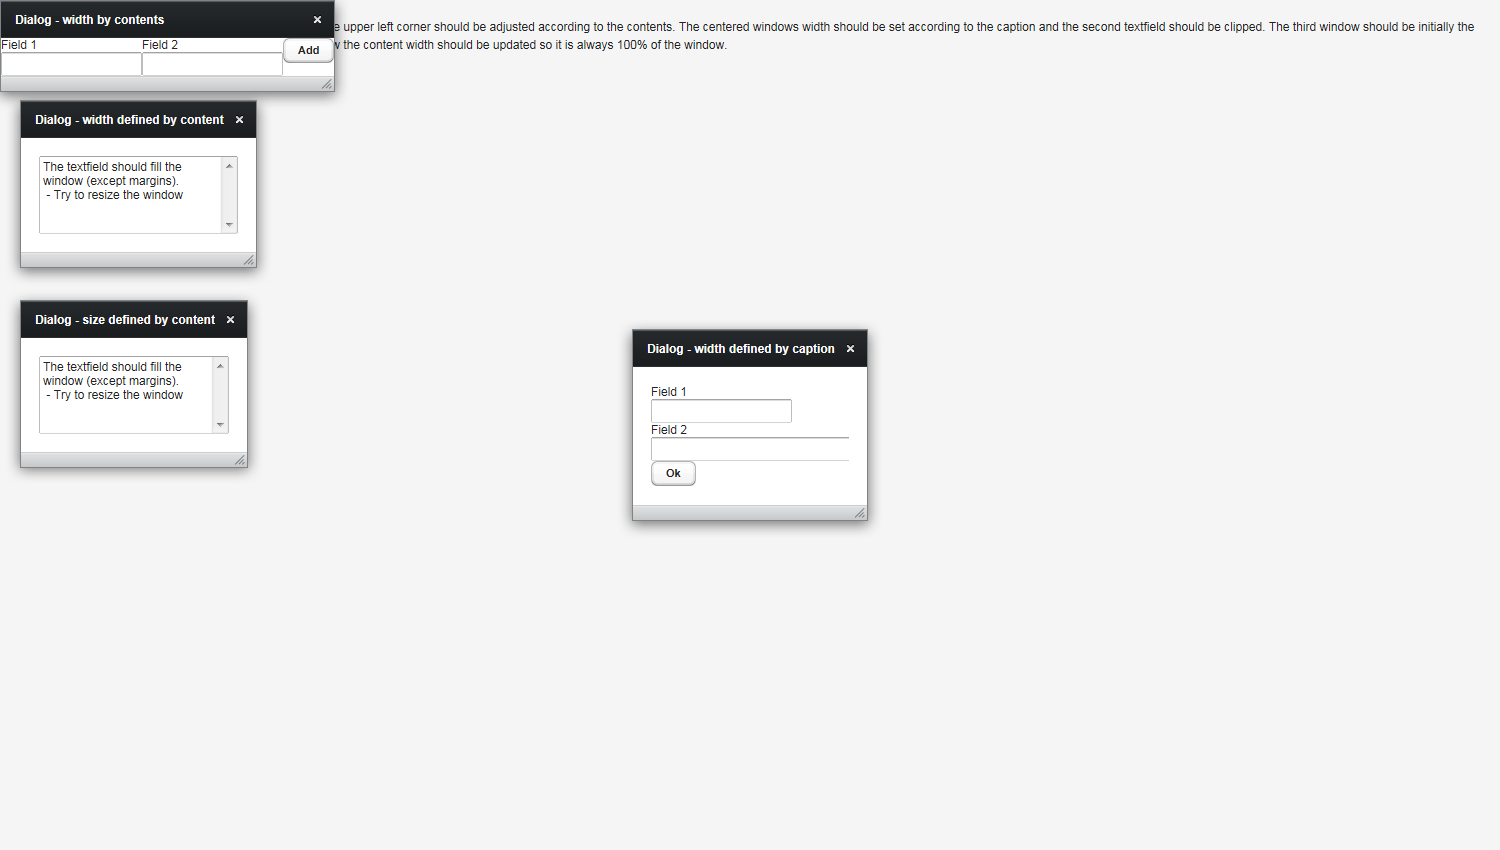 Dialog - width by contents
upper left corner should be adjusted according to the contents. The centered windows width should be set according to the caption and the second textfield should be clipped. The third window should be initially the
the content width should be updated so it is always 100% of the window.
Field 1 Field 2 Add
Dialog - width defined by content
The textfield should fill the
window (except margins).
- Try to resize the window
Dialog - size defined by content
The textfield should fill the
window (except margins).
- Try to resize the window
Dialog - width defined by caption
Field 1
Field 2
Ok